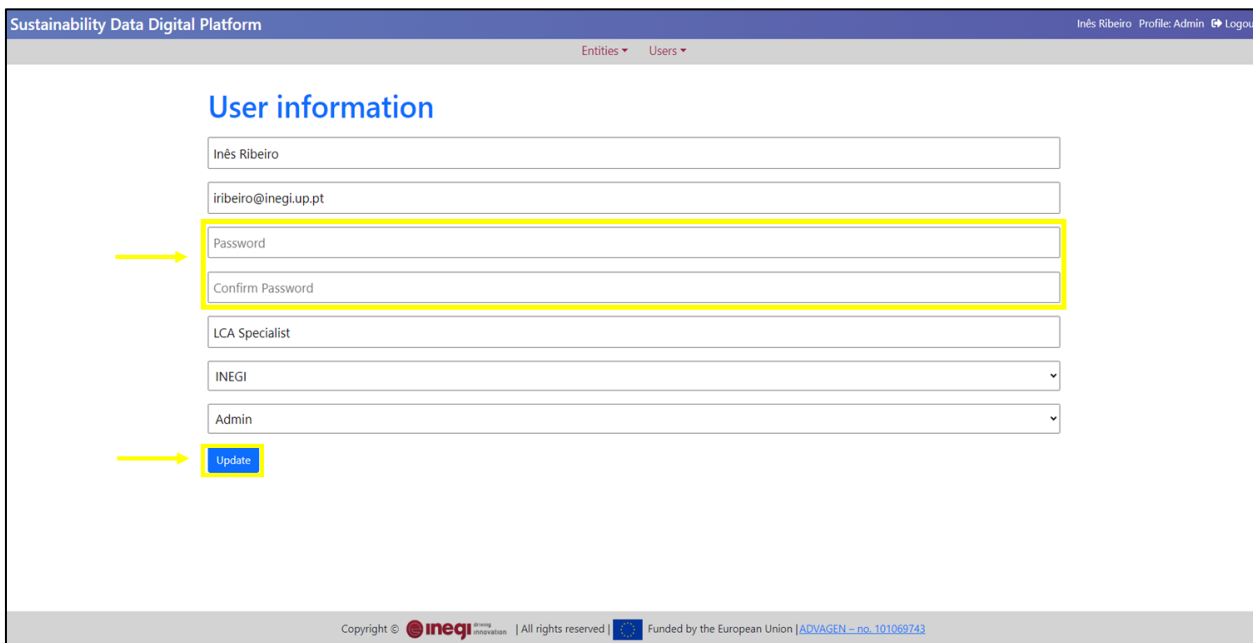 Sustainability Data Digital Platform
Inês Ribeiro Profile: Admin Logou
Entities Users
User information
Inês Ribeiro
iribeiro@inegi.up.pt
Password
Confirm Password
LCA Specialist
INEGI
Admin
Update
Copyright © inegi driving innovation | All rights reserved | Funded by the European Union | ADVAGEN – no. 101069743